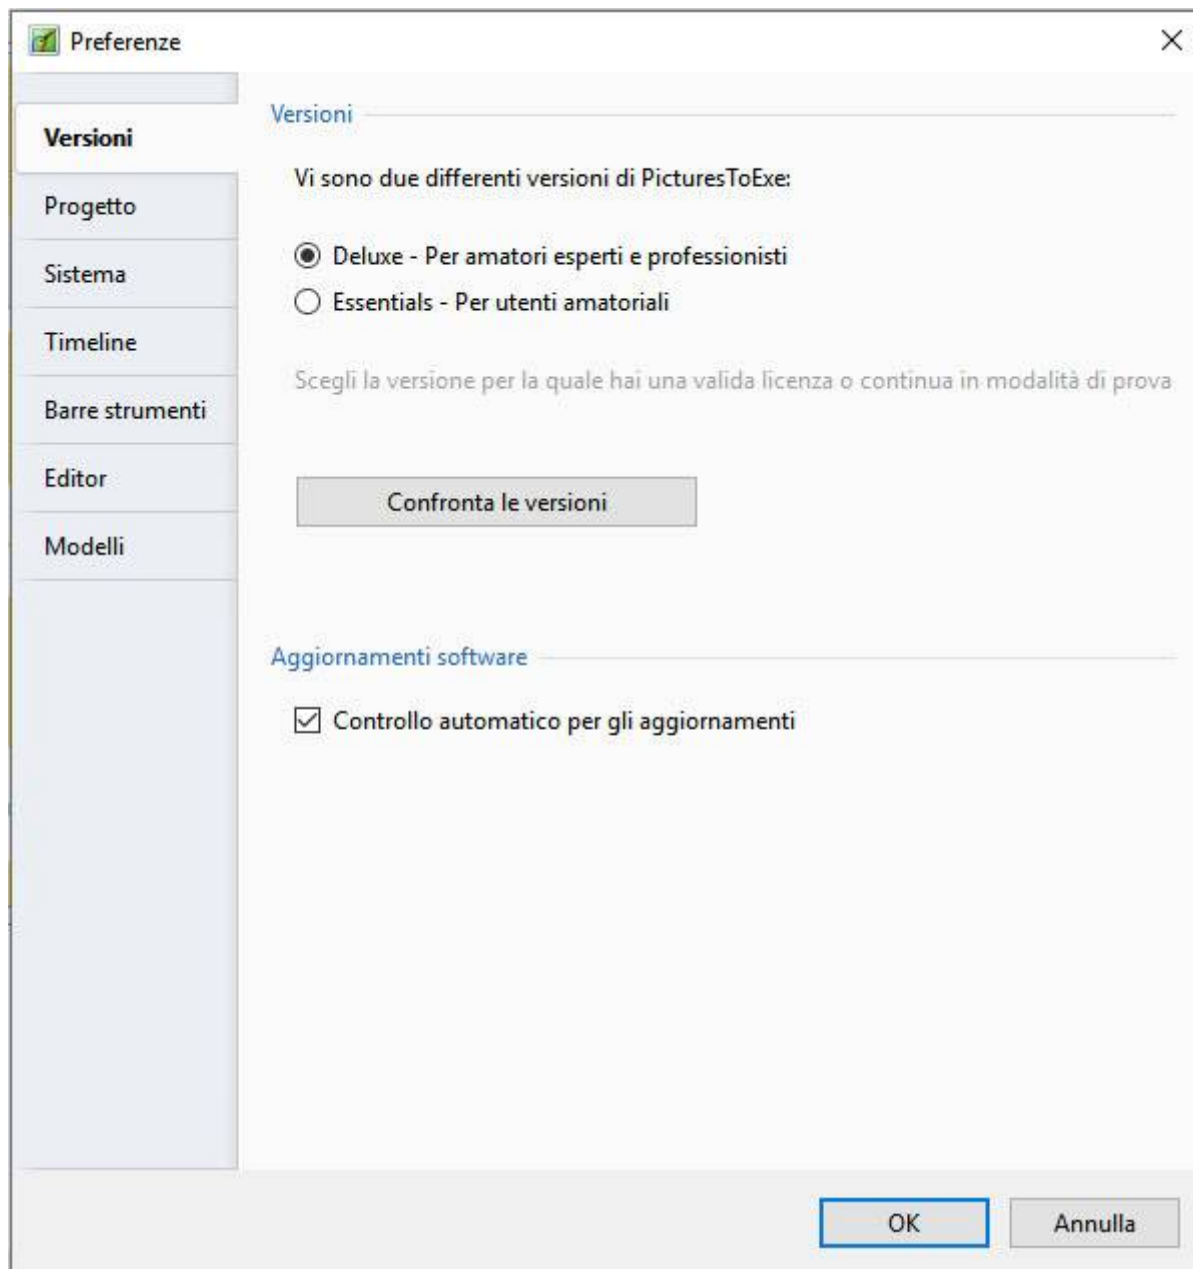 Preferenze
Versioni
Progetto
Sistema
Timeline
Barre strumenti
Editor
Modelli
Versioni
Vi sono due differenti versioni di PicturesToExe:
Deluxe - Per amatori esperti e professionisti
Essentials - Per utenti amatoriali
Scegli la versione per la quale hai una valida licenza o continua in modalità di prova
Confronta le versioni
Aggiornamenti software
Controllo automatico per gli aggiornamenti
OK
Annulla